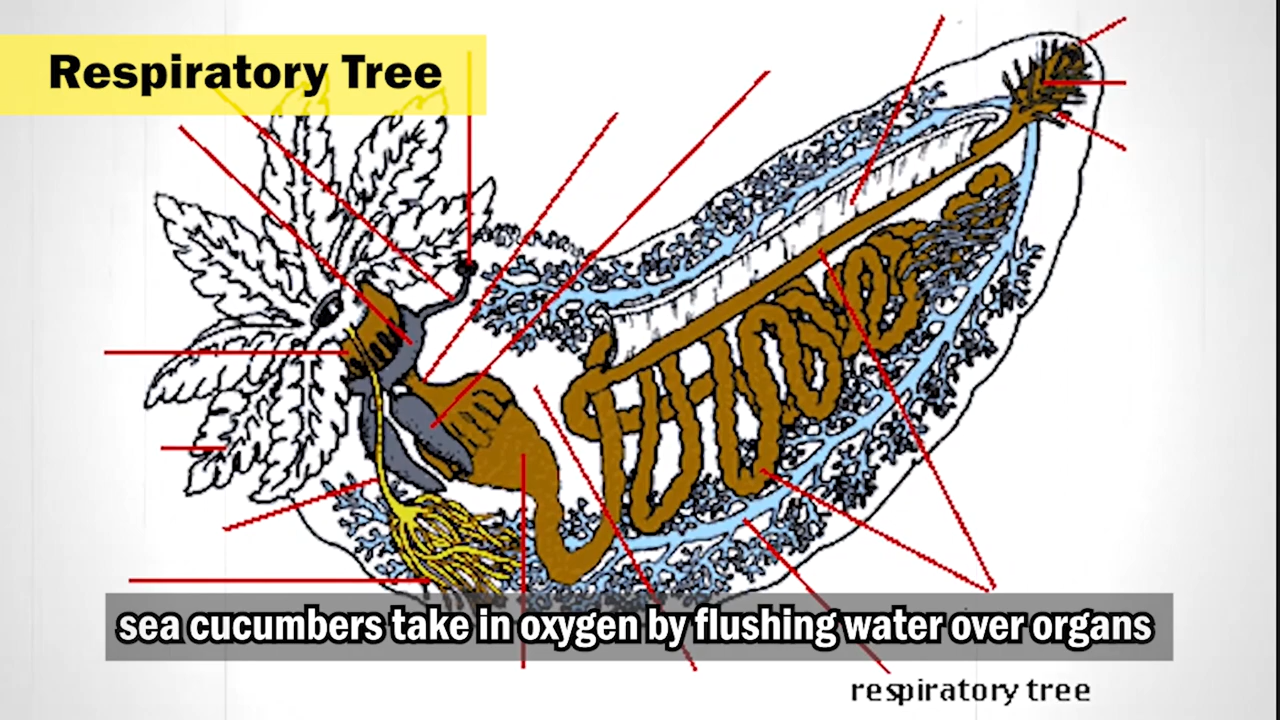 Respiratory Tree
sea cucumbers take in oxygen by flushing water over organs
respiratory tree